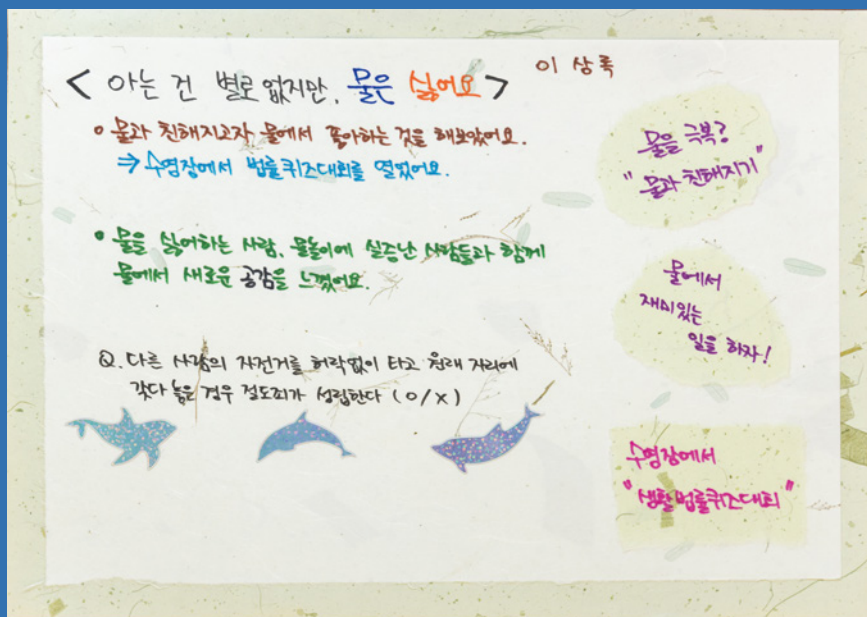 < 아는 건 별로 없지만, 물은 싫어요 >
이 상록
• 물과 친해지고자 물에서 좋아하는 것을 해보았어요.
⇒ 수영장에서 법률퀴즈대회를 열었어요.
• 물을 싫어하는 사람, 물놀이에 싫증난 사람들과 함께
물에서 새로운 공감을 느꼈어요.
Q. 다른 사람의 자전거를 허락없이 타고 원래 자리에
갖다 놓은 경우 절도죄가 성립한다 (O/X)
물을 극복?
"물과 친해지기"
물에서
재미있는
일을 하자!
수영장에서
"생활법률퀴즈대회"